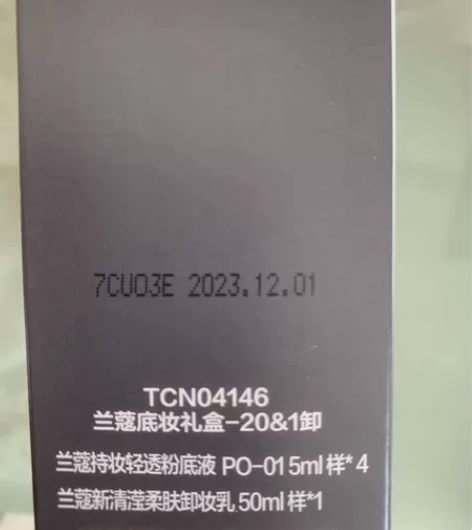 7CU03E 2023.12.01
TCN04146
兰蔻底妆礼盒-20&1卸
兰蔻持妆轻透粉底液 PO-01 5ml样*4
兰蔻新清滢柔肤卸妆乳 50ml样*1